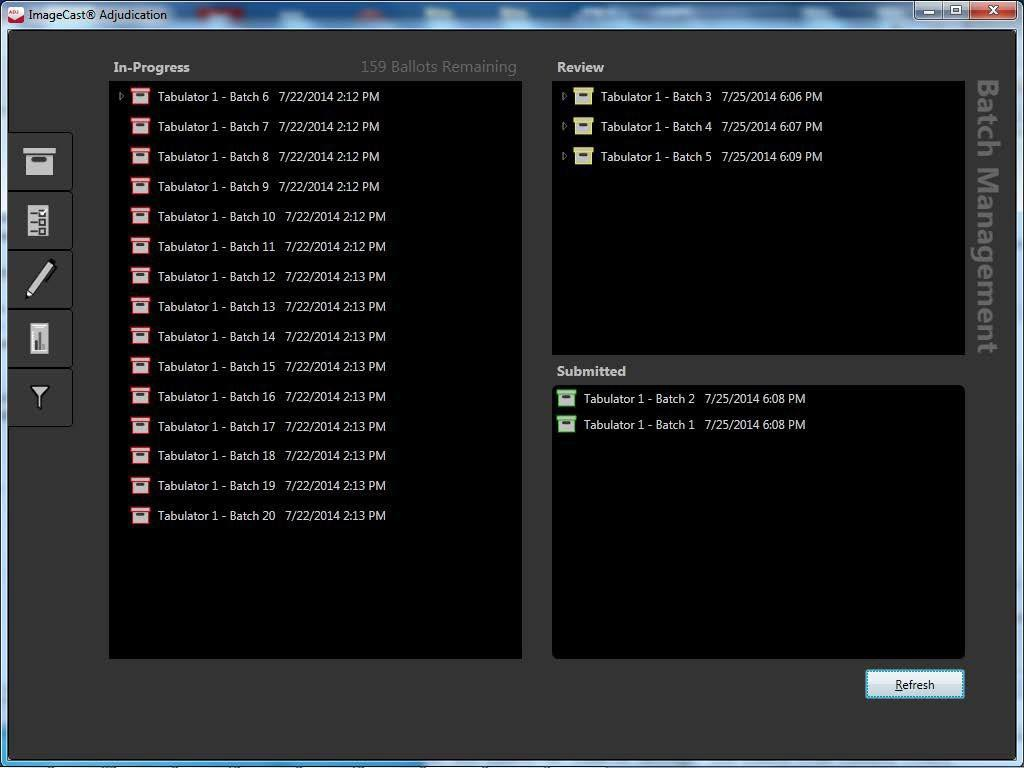 ADJ
ImageCast® Adjudication
In-Progress
159 Ballots Remaining
Tabulator 1 - Batch 6 7/22/2014 2:12 PM
Tabulator 1 - Batch 7 7/22/2014 2:12 PM
Tabulator 1 - Batch 8 7/22/2014 2:12 PM
Tabulator 1 - Batch 9 7/22/2014 2:12 PM
Tabulator 1 - Batch 10 7/22/2014 2:12 PM
Tabulator 1 - Batch 11 7/22/2014 2:12 PM
Tabulator 1 - Batch 12 7/22/2014 2:13 PM
Tabulator 1 - Batch 13 7/22/2014 2:13 PM
Tabulator 1 - Batch 14 7/22/2014 2:13 PM
Tabulator 1 - Batch 15 7/22/2014 2:13 PM
Tabulator 1 - Batch 16 7/22/2014 2:13 PM
Tabulator 1 - Batch 17 7/22/2014 2:13 PM
Tabulator 1 - Batch 18 7/22/2014 2:13 PM
Tabulator 1 - Batch 19 7/22/2014 2:13 PM
Tabulator 1 - Batch 20 7/22/2014 2:13 PM
Review
Tabulator 1 - Batch 3 7/25/2014 6:06 PM
Tabulator 1 - Batch 4 7/25/2014 6:07 PM
Tabulator 1 - Batch 5 7/25/2014 6:09 PM
Submitted
Tabulator 1 - Batch 2 7/25/2014 6:08 PM
Tabulator 1 - Batch 1 7/25/2014 6:08 PM
Refresh
Batch Management